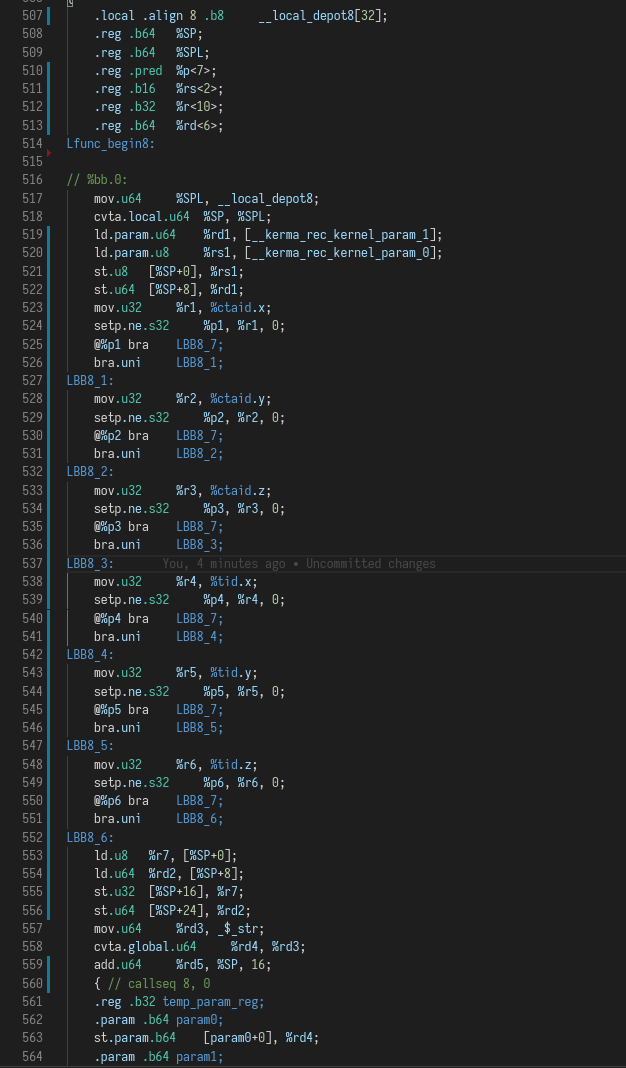 507 .local .align 8 .b8 __local_depot8[32];
508 .reg .b64 %SP;
509 .reg .b64 %SPL;
510 .reg .pred %p<7>;
511 .reg .b16 %rs<2>;
512 .reg .b32 %r<10>;
513 .reg .b64 %rd<6>;
514 Lfunc_begin8:
515
516 // %bb.0:
517 mov.u64 %SPL, __local_depot8;
518 cvta.local.u64 %SP, %SPL;
519 ld.param.u64 %rd1, [__kerma_rec_kernel_param_1];
520 ld.param.u8 %rs1, [__kerma_rec_kernel_param_0];
521 st.u8 [%SP+0], %rs1;
522 st.u64 [%SP+8], %rd1;
523 mov.u32 %r1, %ctaid.x;
524 setp.ne.s32 %p1, %r1, 0;
525 @%p1 bra LBB8_7;
526 bra.uni LBB8_1;
527 LBB8_1:
528 mov.u32 %r2, %ctaid.y;
529 setp.ne.s32 %p2, %r2, 0;
530 @%p2 bra LBB8_7;
531 bra.uni LBB8_2;
532 LBB8_2:
533 mov.u32 %r3, %ctaid.z;
534 setp.ne.s32 %p3, %r3, 0;
535 @%p3 bra LBB8_7;
536 bra.uni LBB8_3;
537 LBB8_3: You, 4 minutes ago • Uncommitted changes
538 mov.u32 %r4, %tid.x;
539 setp.ne.s32 %p4, %r4, 0;
540 @%p4 bra LBB8_7;
541 bra.uni LBB8_4;
542 LBB8_4:
543 mov.u32 %r5, %tid.y;
544 setp.ne.s32 %p5, %r5, 0;
545 @%p5 bra LBB8_7;
546 bra.uni LBB8_5;
547 LBB8_5:
548 mov.u32 %r6, %tid.z;
549 setp.ne.s32 %p6, %r6, 0;
550 @%p6 bra LBB8_7;
551 bra.uni LBB8_6;
552 LBB8_6:
553 ld.u8 %r7, [%SP+0];
554 ld.u64 %rd2, [%SP+8];
555 st.u32 [%SP+16], %r7;
556 st.u64 [%SP+24], %rd2;
557 mov.u64 %rd3, _$_str;
558 cvta.global.u64 %rd4, %rd3;
559 add.u64 %rd5, %SP, 16;
560 { // callseq 8, 0
561 .reg .b32 temp_param_reg;
562 .param .b64 param0;
563 st.param.b64 [param0+0], %rd4;
564 .param .b64 param1;